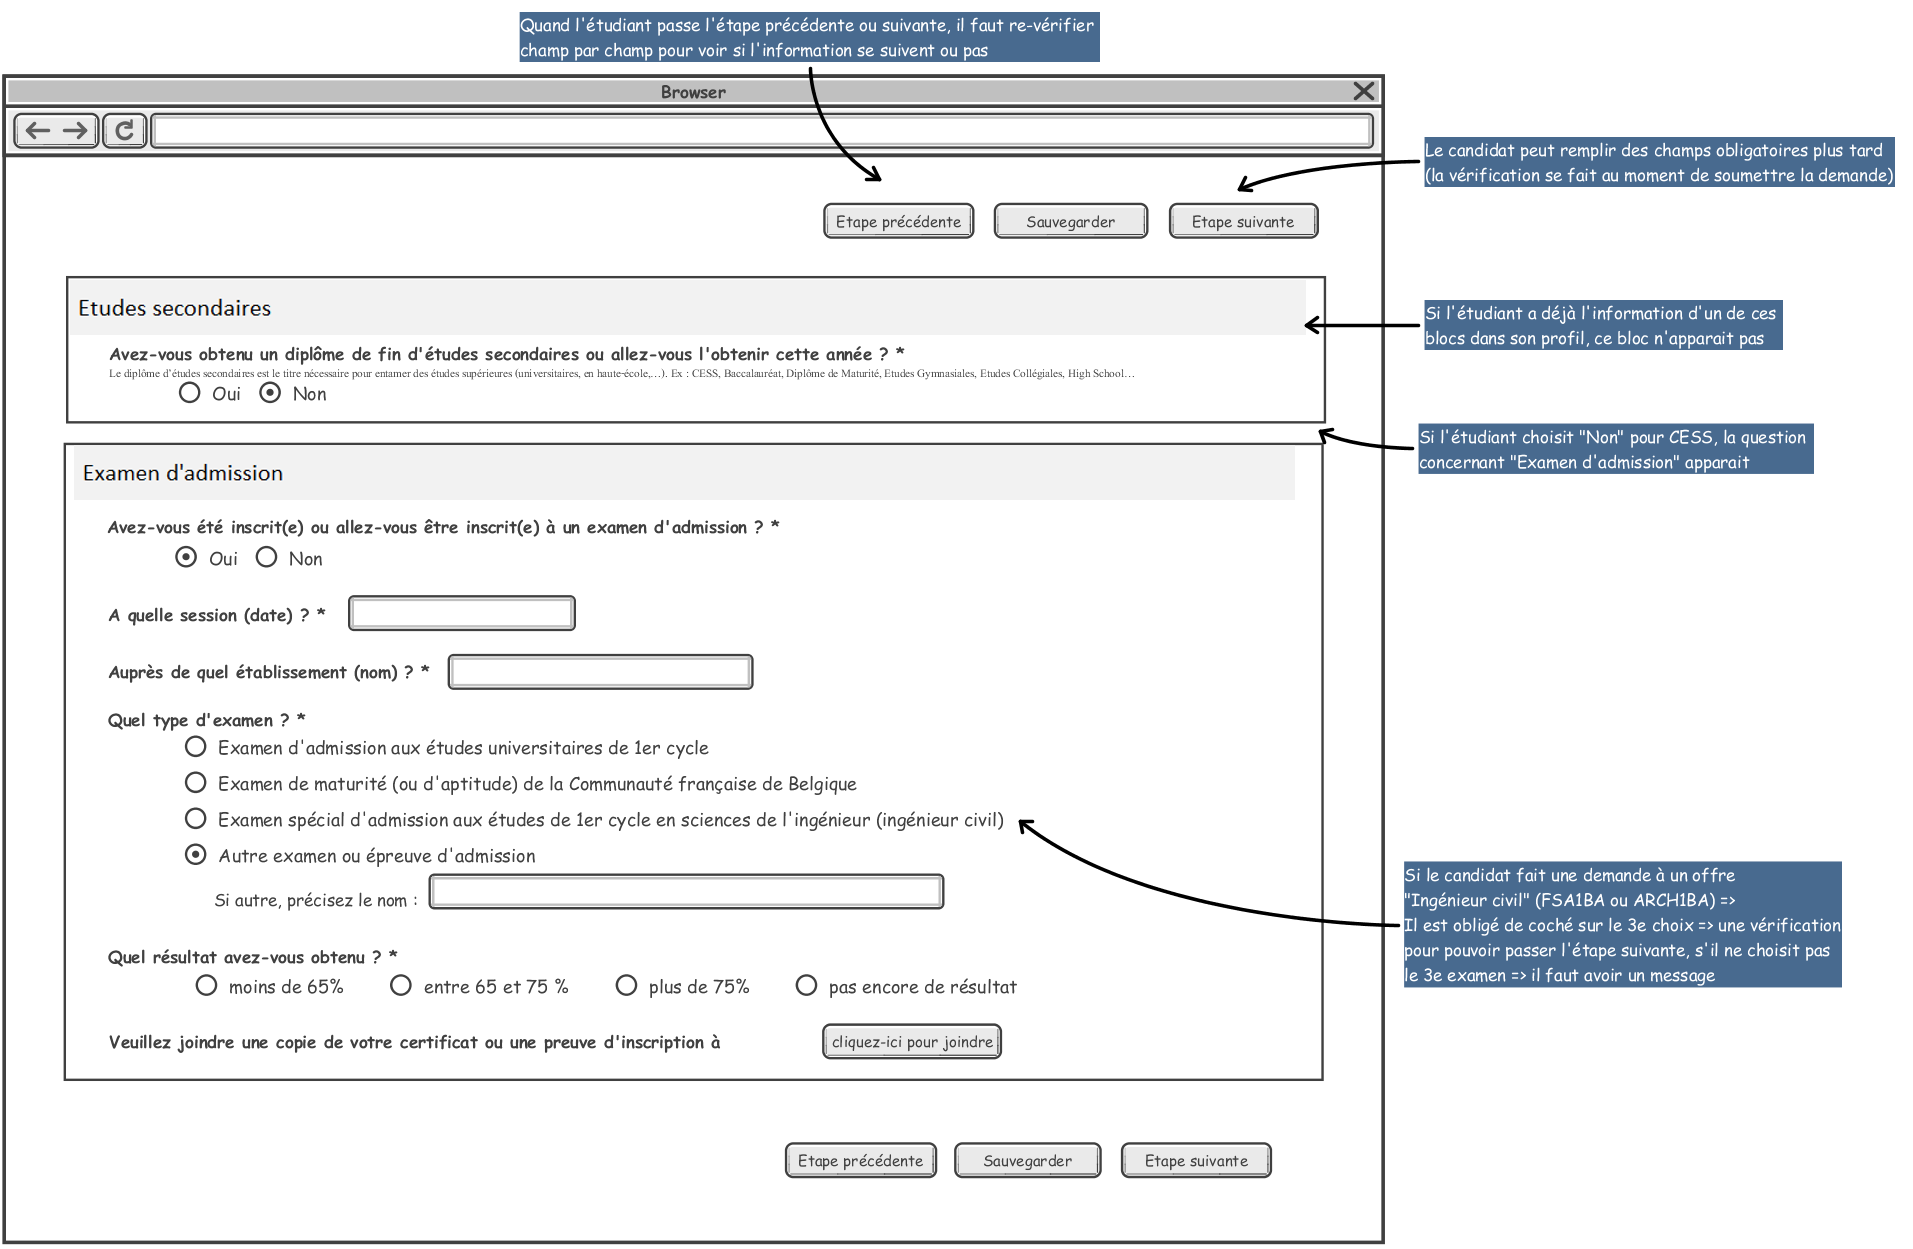 Quand l'étudiant passe l'étape précédente ou suivante, il faut re-vérifier
champ par champ pour voir si l'information se suivent ou pas
Browser
Le candidat peut remplir des champs obligatoires plus tard
(la vérification se fait au moment de soumettre la demande)
Etape précédente
Sauvegarder
Etape suivante
Etudes secondaires
Si l'étudiant a déjà l'information d'un de ces
blocs dans son profil, ce bloc n'apparait pas
Avez-vous obtenu un diplôme de fin d'études secondaires ou allez-vous l'obtenir cette année ? *
Le diplôme d'études secondaires est le titre nécessaire pour entamer des études supérieures (universitaires, en haute-école,...). Ex : CESS, Baccalauréat, Diplôme de Maturité, Etudes Gymnasiales, Etudes Collégiales, High School...
Oui Non
Si l'étudiant choisit "Non" pour CESS, la question
concernant "Examen d'admission" apparait
Examen d'admission
Avez-vous été inscrit(e) ou allez-vous être inscrit(e) à un examen d'admission ? *
Oui Non
A quelle session (date) ? *
Auprès de quel établissement (nom) ? *
Quel type d'examen ? *
Examen d'admission aux études universitaires de 1er cycle
Examen de maturité (ou d'aptitude) de la Communauté française de Belgique
Examen spécial d'admission aux études de 1er cycle en sciences de l'ingénieur (ingénieur civil)
Autre examen ou épreuve d'admission
Si autre, précisez le nom :
Si le candidat fait une demande à un offre
"Ingénieur civil" (FSA1BA ou ARCH1BA) =>
Il est obligé de coché sur le 3e choix => une vérification
pour pouvoir passer l'étape suivante, s'il ne choisit pas
le 3e examen => il faut avoir un message
Quel résultat avez-vous obtenu ? *
moins de 65% entre 65 et 75 % plus de 75% pas encore de résultat
Veuillez joindre une copie de votre certificat ou une preuve d'inscription à
cliquez-ici pour joindre
Etape précédente
Sauvegarder
Etape suivante